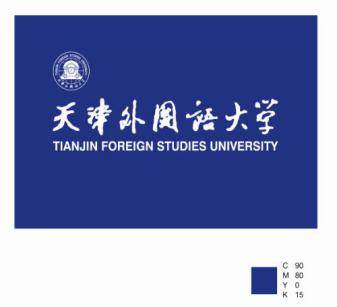 天津外国语大学
TIANJIN FOREIGN STUDIES UNIVERSITY
C 90
M 80
Y 0
K 15